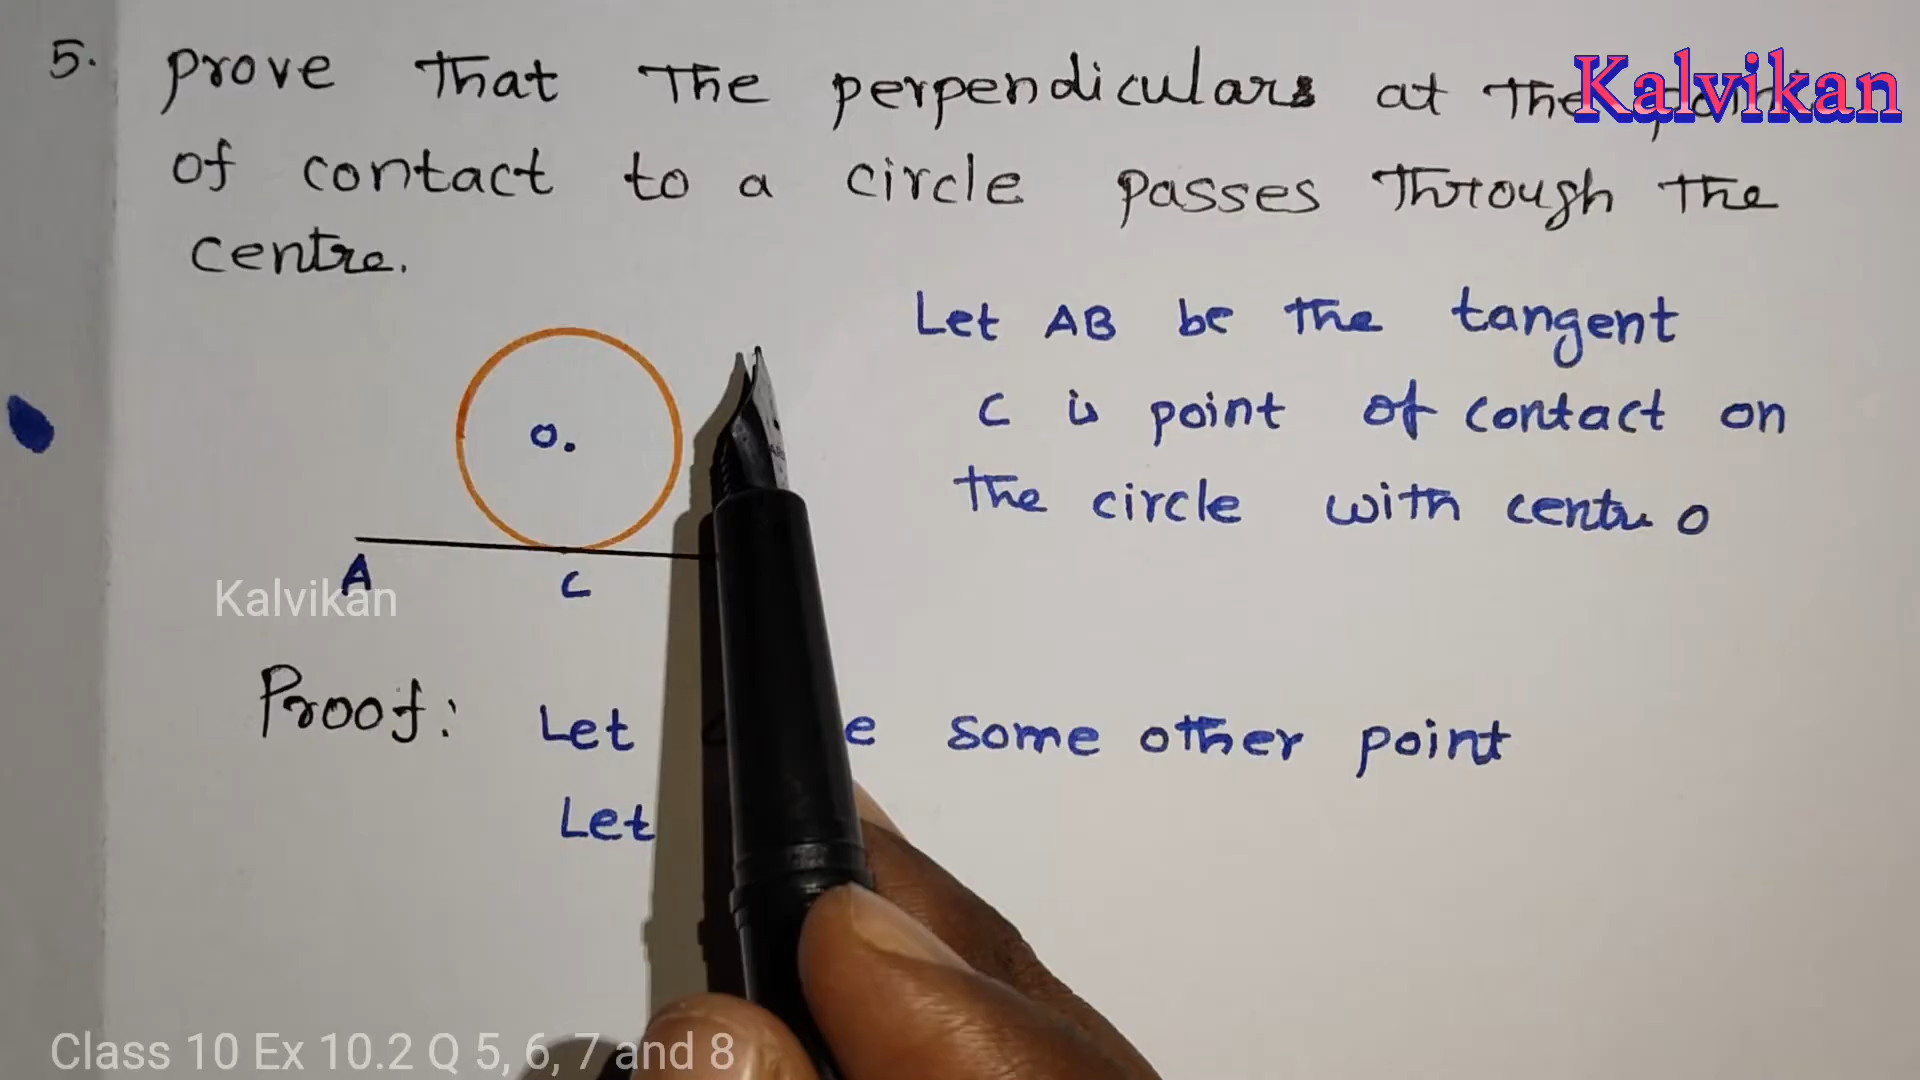 5. prove that the perpendiculars at the
Kalvikan
of contact to a circle passes through the
centre.
Let AB be the tangent
C is point of contact on
the circle with centre O
O.
A
C
Kalvikan
Proof: Let some other point
Let
Class 10 Ex 10.2 Q 5, 6, 7 and 8